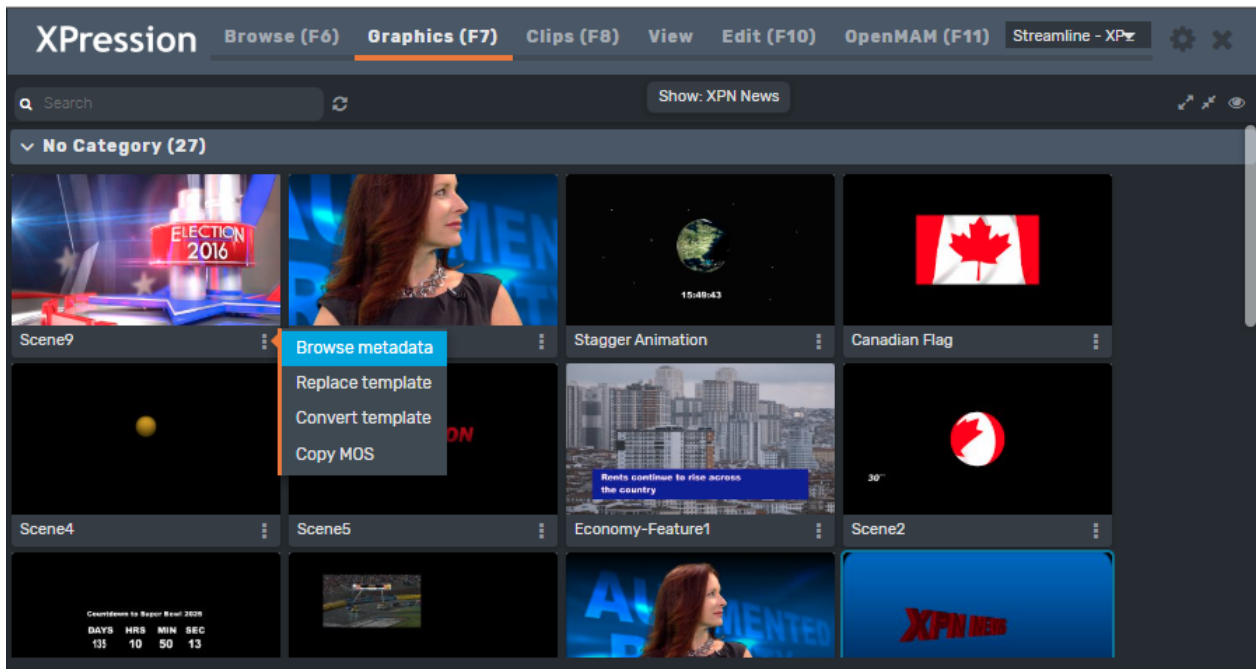 XPression Browse (F6) Graphics (F7) Clips (F8) View Edit (F10) OpenMAM (F11) Streamline - XP
Search Show: XPN News
No Category (27)
ELECTION
2016
AUGMENTED
15:49:43
Scene9 Stagger Animation Canadian Flag
Browse metadata
Replace template
Convert template
Copy MOS
Rents continue to rise across
the country
30
Scene4 Scene5 Economy-Feature1 Scene2
Countdown to Super Bowl 2025
DAYS HRS MIN SEC
135 10 50 13
AUGMENTED
XPN NEWS